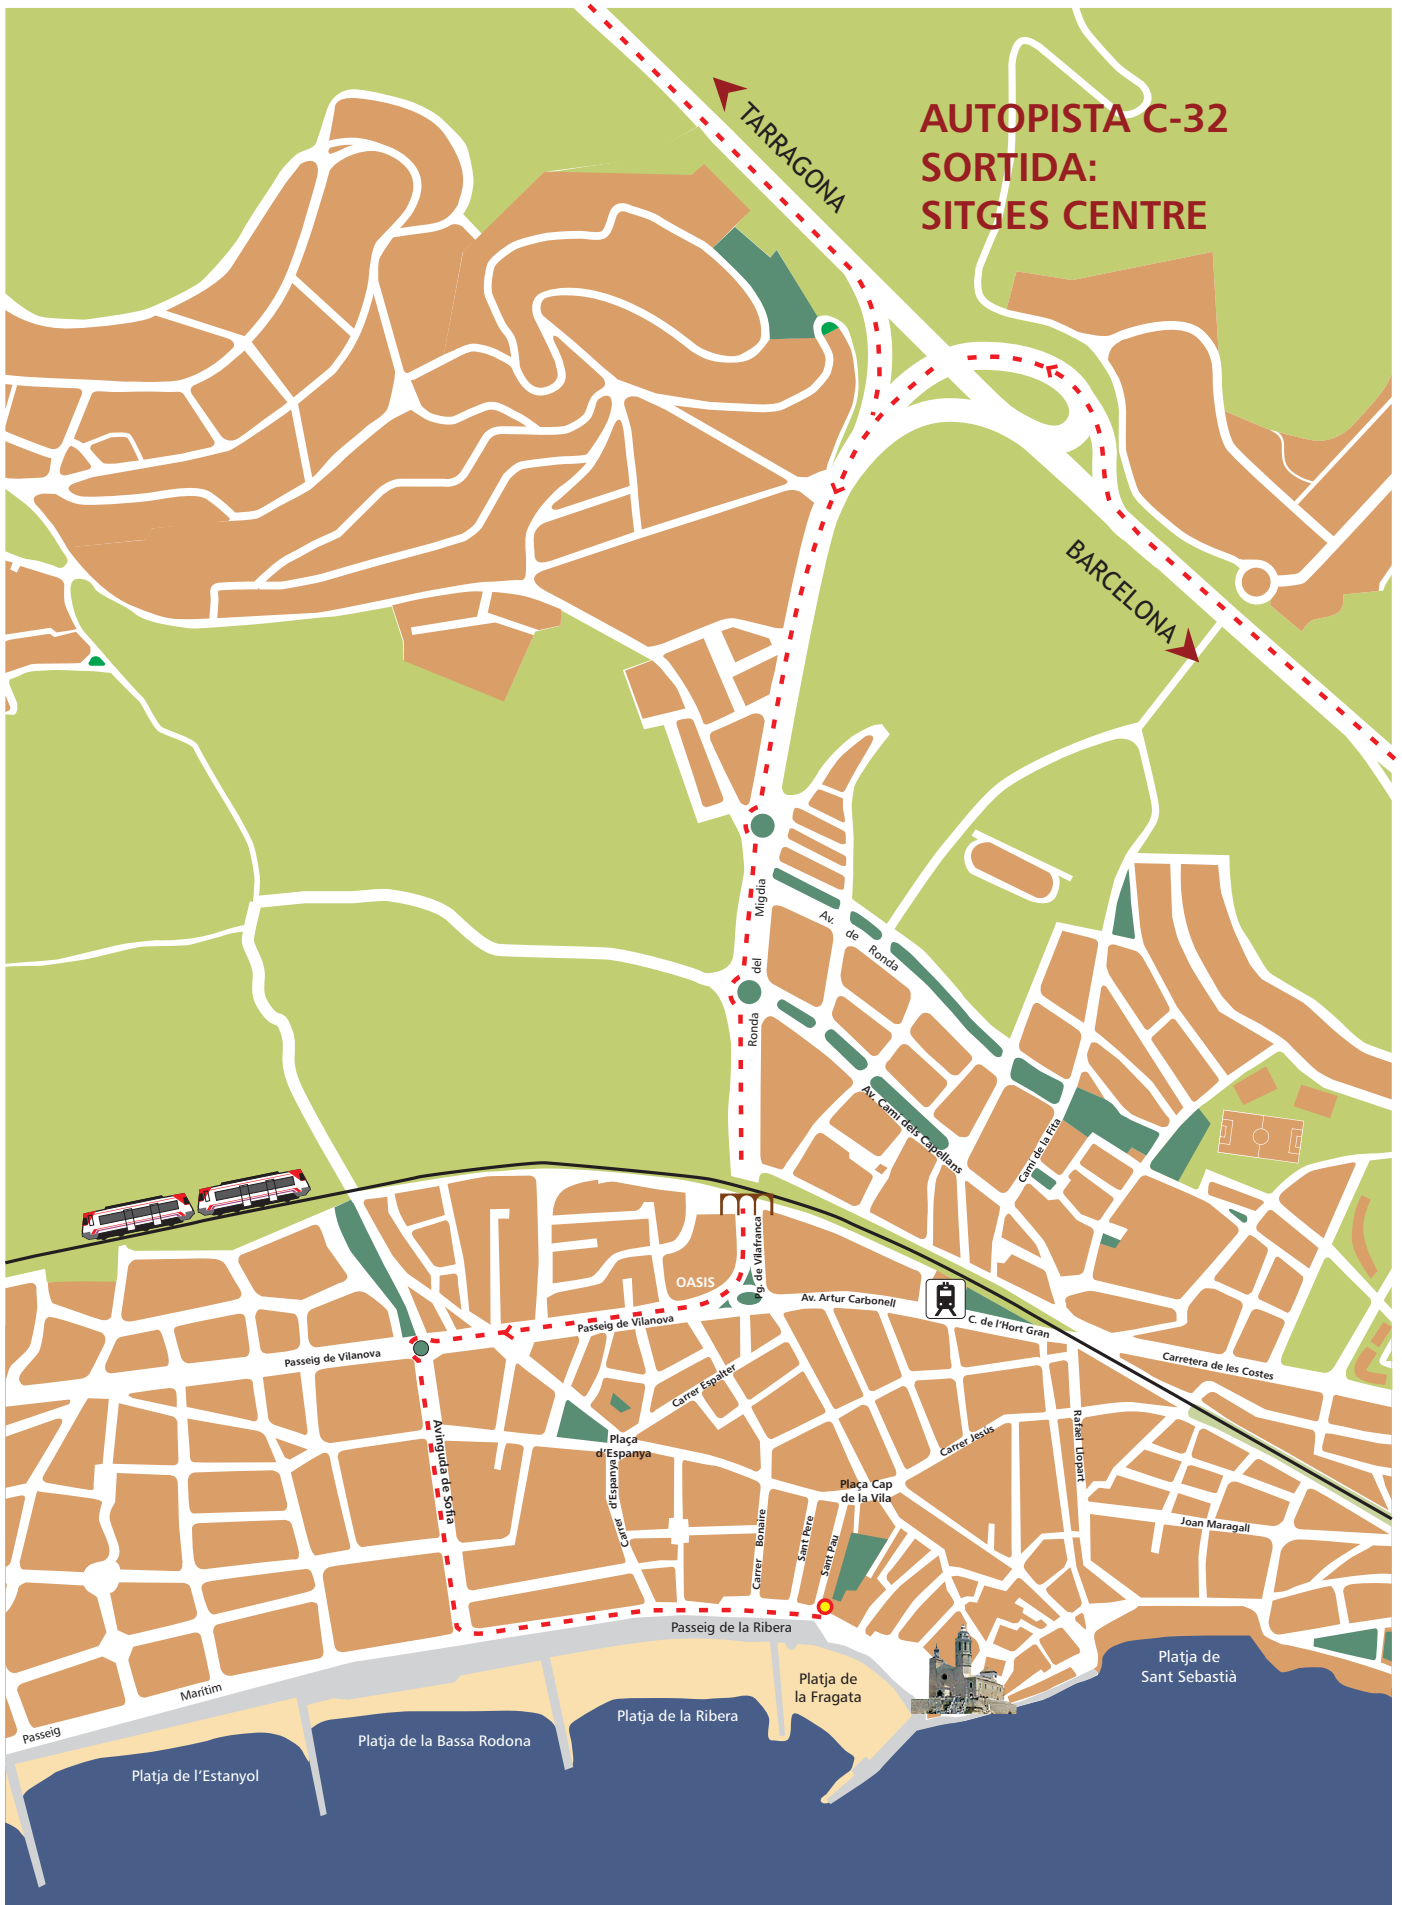 AUTOPISTA C-32
SORTIDA:
SITGES CENTRE
TARRAGONA
BARCELONA
Ronda del Migdia
Av. de Ronda
Av. Camí dels Capellans
Camí de la Fita
OASIS
Pg. de Vilafranca
Av. Artur Carbonell
C. de l'Hort Gran
Passeig de Vilanova
Passeig de Vilanova
Carretera de les Costes
Carrer Espalter
Avinguda de Sofia
Plaça
d'Espanya
Carrer d'Espanya
Carrer Jesús
Rafael Llopart
Plaça Cap
de la Vila
Carrer Bonaire
Sant Pere
Sant Pau
Joan Maragall
Passeig de la Ribera
Passeig Marítim
Platja de
Sant Sebastià
Platja de
la Fragata
Platja de la Ribera
Platja de la Bassa Rodona
Platja de l'Estanyol